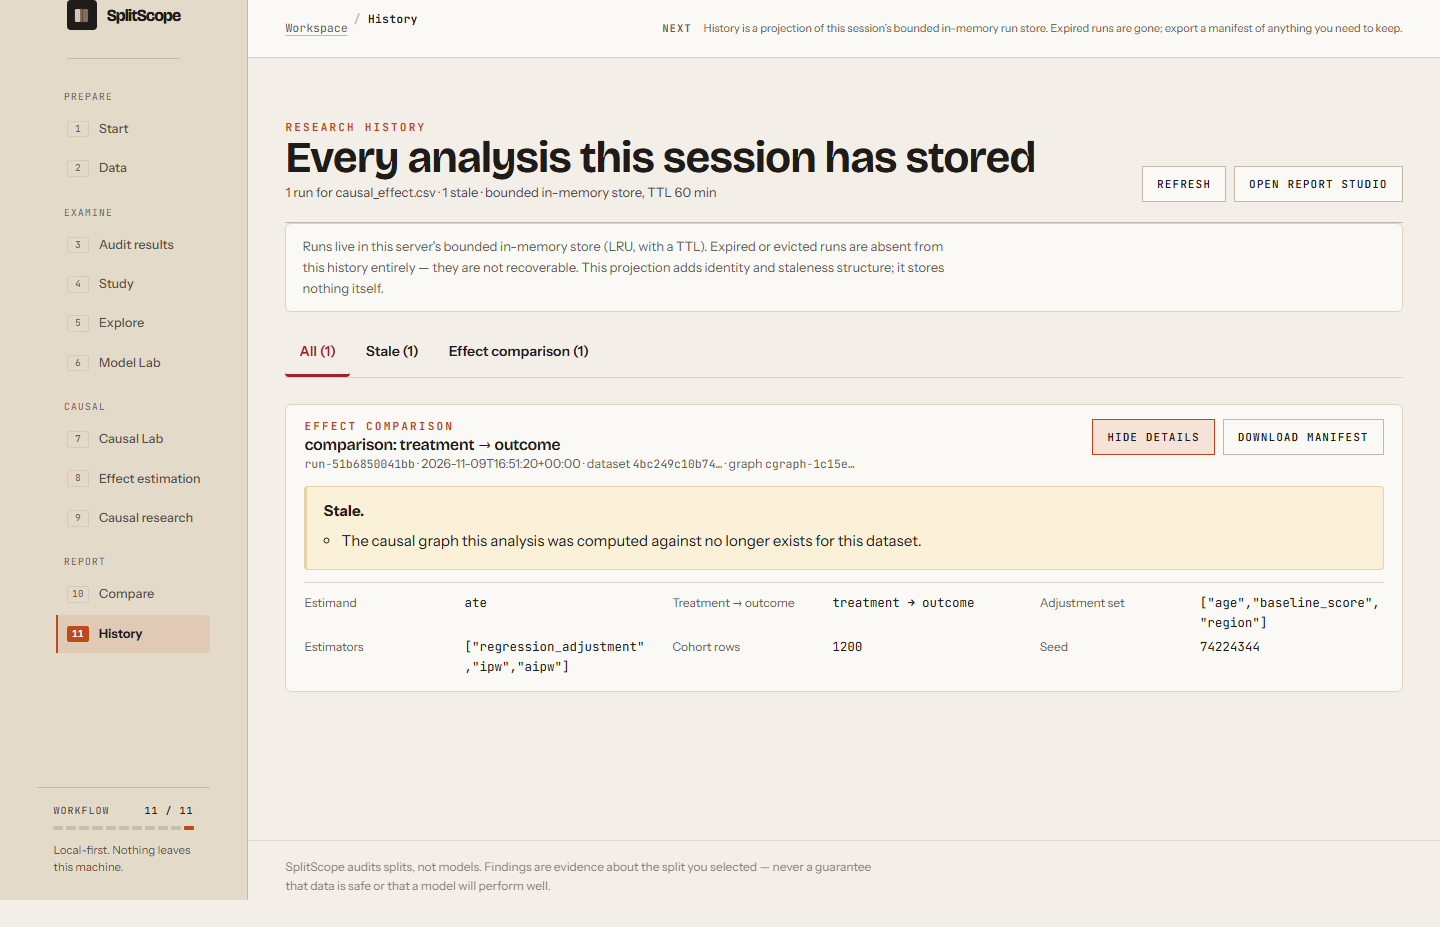 SplitScope
PREPARE
1 Start
2 Data
EXAMINE
3 Audit results
4 Study
5 Explore
6 Model Lab
CAUSAL
7 Causal Lab
8 Effect estimation
9 Causal research
REPORT
10 Compare
11 History
WORKFLOW 11 / 11
Local-first. Nothing leaves
this machine.
Workspace / History
NEXT History is a projection of this session's bounded in-memory run store. Expired runs are gone; export a manifest of anything you need to keep.
RESEARCH HISTORY
Every analysis this session has stored
1 run for causal_effect.csv · 1 stale · bounded in-memory store, TTL 60 min
REFRESH
OPEN REPORT STUDIO
Runs live in this server's bounded in-memory store (LRU, with a TTL). Expired or evicted runs are absent from
this history entirely — they are not recoverable. This projection adds identity and staleness structure; it stores
nothing itself.
All (1) Stale (1) Effect comparison (1)
EFFECT COMPARISON
comparison: treatment → outcome
run-51b6850041bb · 2026-11-09T16:51:20+00:00 · dataset 4bc249c10b74… · graph cgraph-1c15e…
HIDE DETAILS
DOWNLOAD MANIFEST
Stale.
The causal graph this analysis was computed against no longer exists for this dataset.
Estimand ate
Treatment → outcome treatment → outcome
Adjustment set ["age","baseline_score",
"region"]
Estimators ["regression_adjustment"
,"ipw","aipw"]
Cohort rows 1200
Seed 74224344
SplitScope audits splits, not models. Findings are evidence about the split you selected — never a guarantee
that data is safe or that a model will perform well.